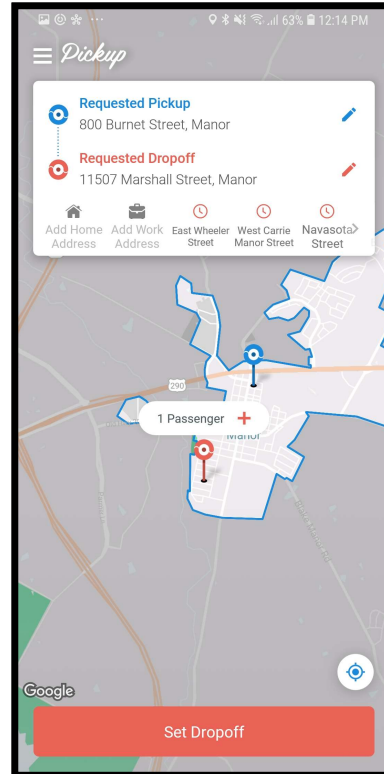 63% 12:14 PM
Pickup
Requested Pickup
800 Burnet Street, Manor
Requested Dropoff
11507 Marshall Street, Manor
Add Home Address
Add Work Address
East Wheeler Street
West Carrie Manor Street
Navasota Street
290
1 Passenger +
Manor
Google
Set Dropoff